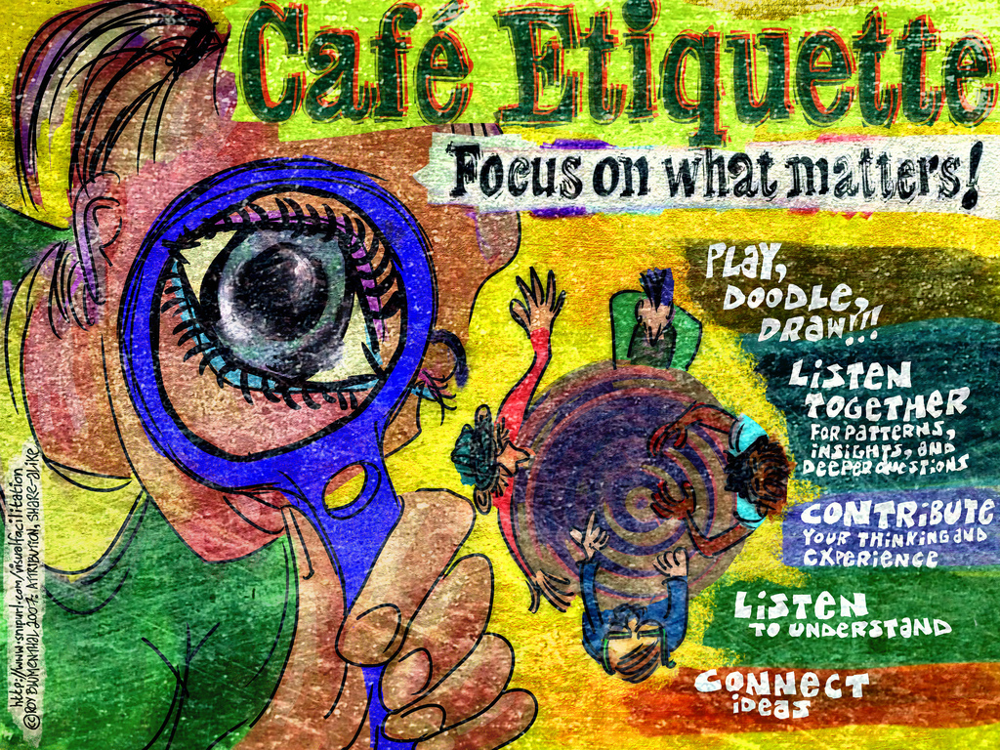 Café Etiquette
Focus on what matters!
PLAY,
DOODLE,
DRAW!!!
LISTEN
TOGETHER
FOR PATTERNS,
INSIGHTS, AND
DEEPER QUESTIONS
CONTRIBUTE
YOUR THINKING AND
EXPERIENCE
LISTEN
TO UNDERSTAND
CONNECT
ideas
http://www.snipurl.com/visualfacilitation
© ROY BLUMENTHAL 2007. ATTRIBUTION, SHARE-ALIKE